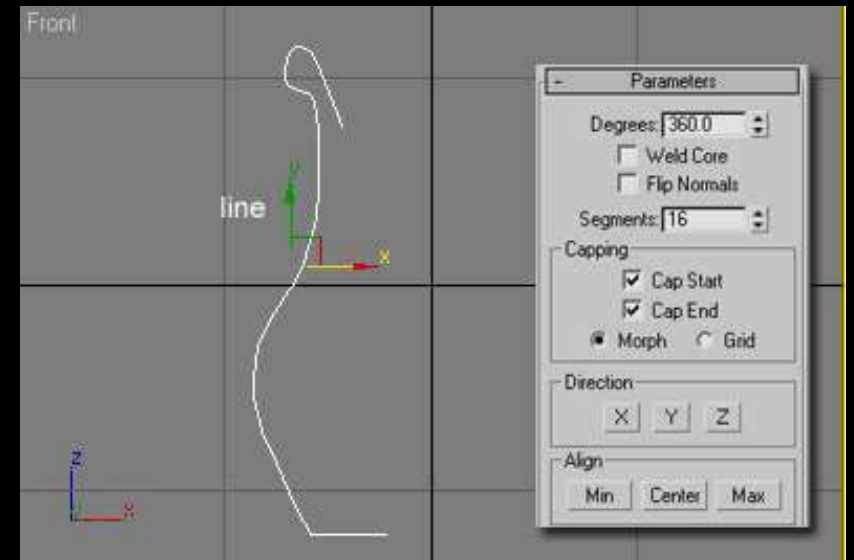 Front
line
y
x
z
x
- Parameters
Degrees: 360.0
Weld Core
Flip Normals
Segments: 16
Capping
Cap Start
Cap End
Morph Grid
Direction
X Y Z
Align
Min Center Max